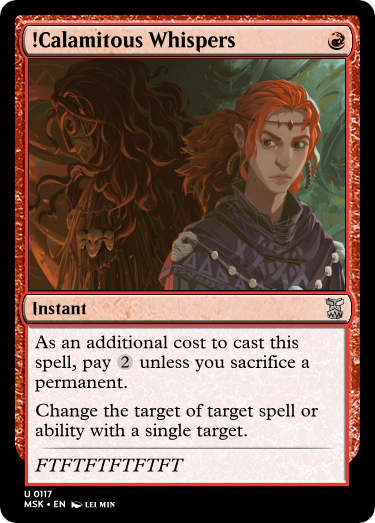 !Calamitous Whispers
Instant
As an additional cost to cast this
spell, pay 2 unless you sacrifice a
permanent.
Change the target of target spell or
ability with a single target.
FTFTFTFTFTFT
U 0117
MSK • EN LEI MIN